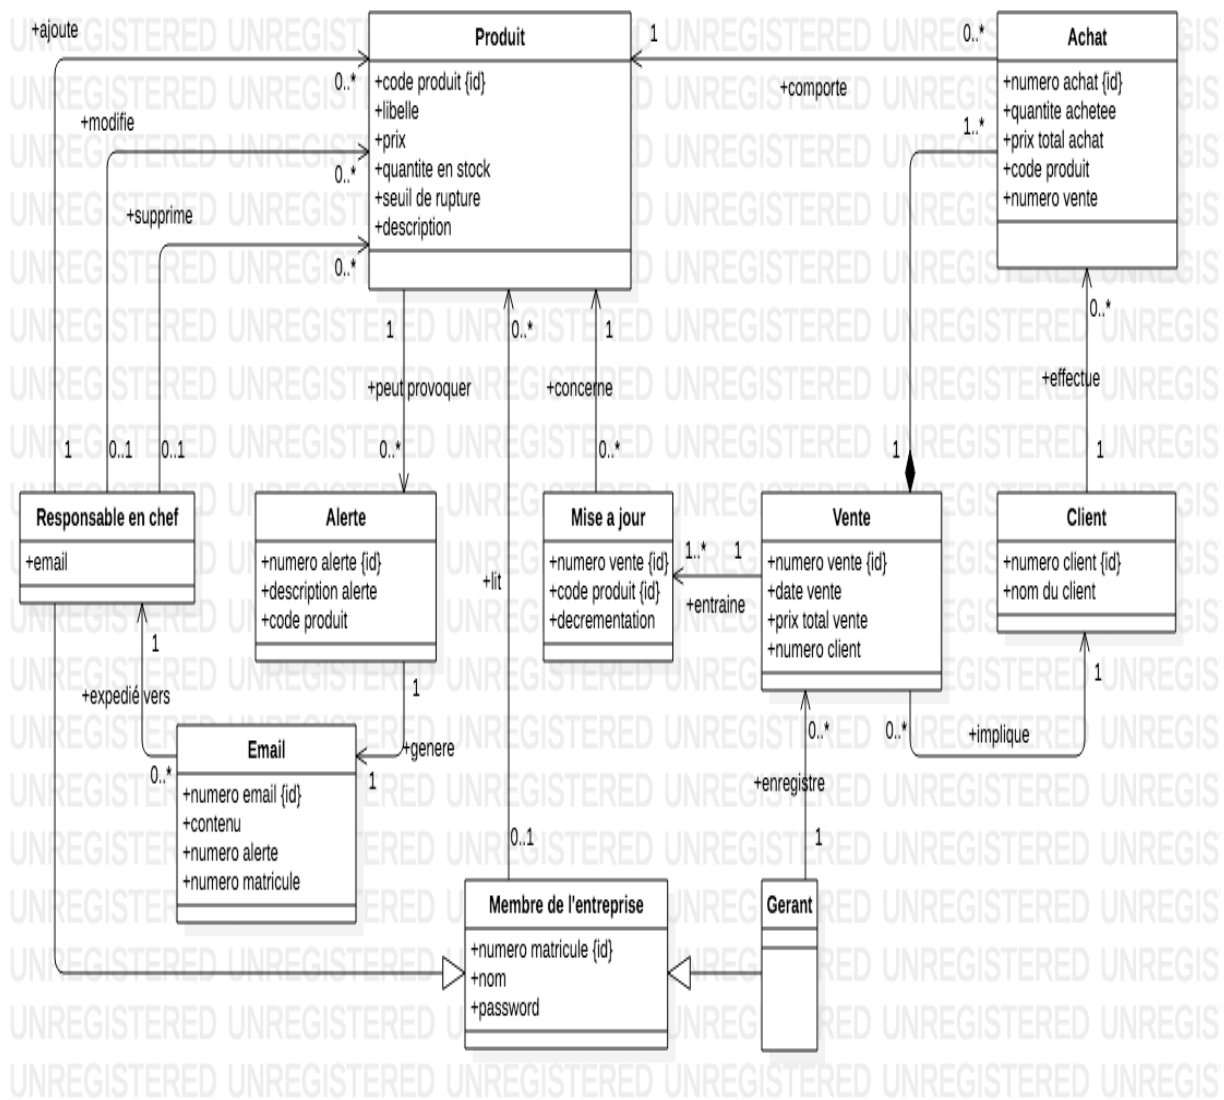 +ajoute
0..*
+modifie
0..*
+supprime
0..*
Produit
+code produit {id}
+libelle
+prix
+quantite en stock
+seuil de rupture
+description
1
0..*
+comporte
Achat
+numero achat {id}
+quantite achetee
+prix total achat
+code produit
+numero vente
1..*
1
0..*
1
0..*
+peut provoquer
+concerne
+effectue
1
0..1
0..1
0..*
0..*
1
1
Responsable en chef
+email
Alerte
+numero alerte {id}
+description alerte
+code produit
+lit
Mise a jour
+numero vente {id}
+code produit {id}
+decrementation
1..*
1
+entraine
Vente
+numero vente {id}
+date vente
+prix total vente
+numero client
Client
+numero client {id}
+nom du client
1
+expedié vers
0..*
1
+genere
1
Email
+numero email {id}
+contenu
+numero alerte
+numero matricule
0..*
0..*
+implique
1
+enregistre
0..1
1
Membre de l'entreprise
+numero matricule {id}
+nom
+password
Gerant
UNREGISTERED UNREGISTERED UNREGISTERED UNREGISTERED UNREGISTERED UNREGIS